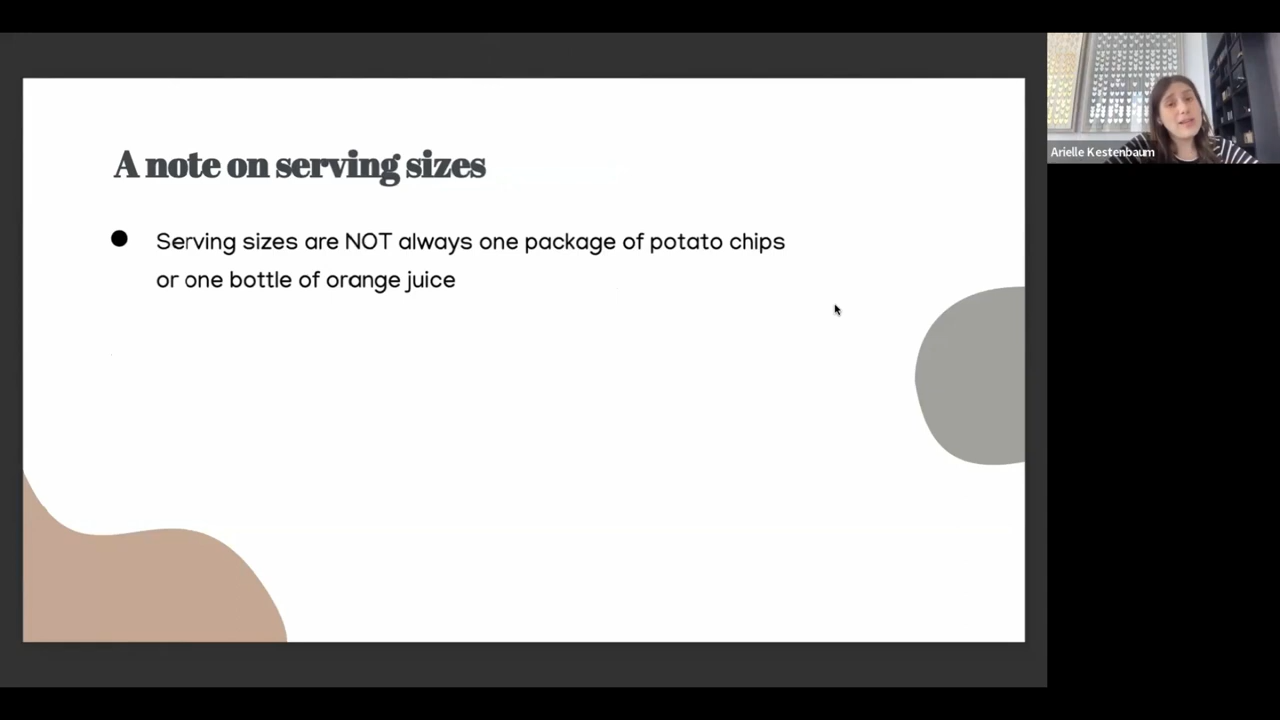 A note on serving sizes
Serving sizes are NOT always one package of potato chips
or one bottle of orange juice
Arielle Kestenbaum